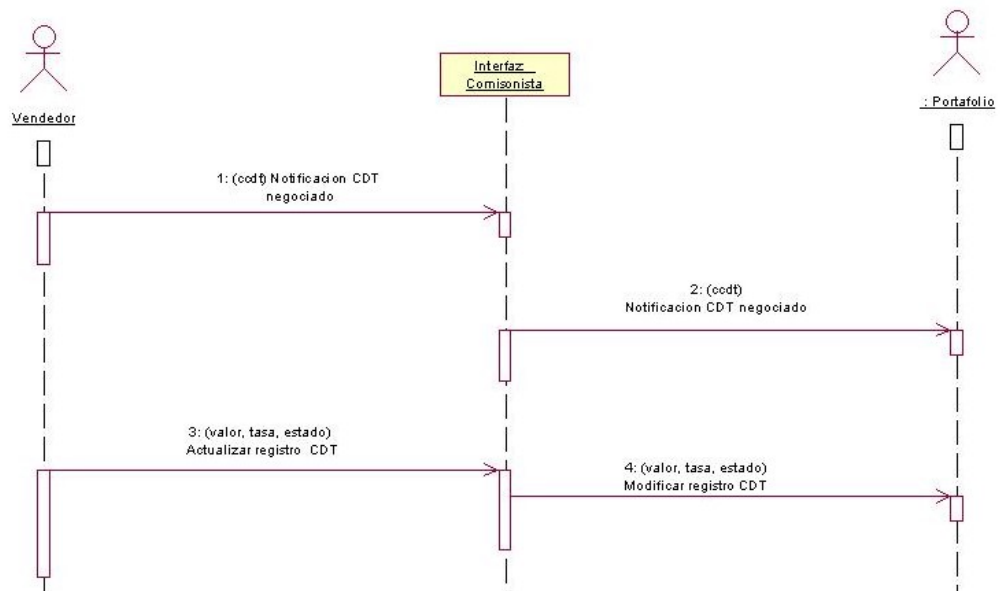 Interfaz
Comisonista
Vendedor
: Portafolio
1: (ccdt) Notificacion CDT
negociado
2: (ccdt)
Notificacion CDT negociado
3: (valor, tasa, estado)
Actualizar registro CDT
4: (valor, tasa, estado)
Modificar registro CDT